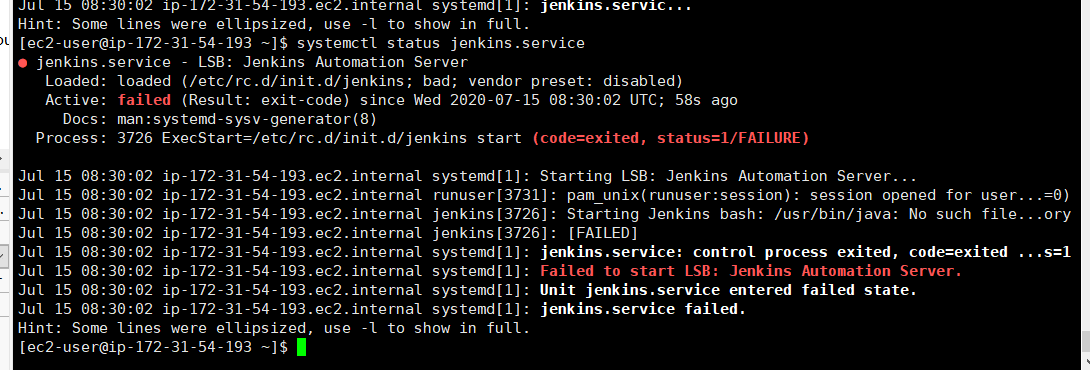 Jul 15 08:30:02 ip-172-31-54-193.ec2.internal systemd[1]: jenkins.servic...
Hint: Some lines were ellipsized, use -l to show in full.
[ec2-user@ip-172-31-54-193 ~]$ systemctl status jenkins.service
● jenkins.service - LSB: Jenkins Automation Server
   Loaded: loaded (/etc/rc.d/init.d/jenkins; bad; vendor preset: disabled)
   Active: failed (Result: exit-code) since Wed 2020-07-15 08:30:02 UTC; 58s ago
     Docs: man:systemd-sysv-generator(8)
  Process: 3726 ExecStart=/etc/rc.d/init.d/jenkins start (code=exited, status=1/FAILURE)
Jul 15 08:30:02 ip-172-31-54-193.ec2.internal systemd[1]: Starting LSB: Jenkins Automation Server...
Jul 15 08:30:02 ip-172-31-54-193.ec2.internal runuser[3731]: pam_unix(runuser:session): session opened for user...=0)
Jul 15 08:30:02 ip-172-31-54-193.ec2.internal jenkins[3726]: Starting Jenkins bash: /usr/bin/java: No such file...ory
Jul 15 08:30:02 ip-172-31-54-193.ec2.internal jenkins[3726]: [FAILED]
Jul 15 08:30:02 ip-172-31-54-193.ec2.internal systemd[1]: jenkins.service: control process exited, code=exited ...s=1
Jul 15 08:30:02 ip-172-31-54-193.ec2.internal systemd[1]: Failed to start LSB: Jenkins Automation Server.
Jul 15 08:30:02 ip-172-31-54-193.ec2.internal systemd[1]: Unit jenkins.service entered failed state.
Jul 15 08:30:02 ip-172-31-54-193.ec2.internal systemd[1]: jenkins.service failed.
Hint: Some lines were ellipsized, use -l to show in full.
[ec2-user@ip-172-31-54-193 ~]$